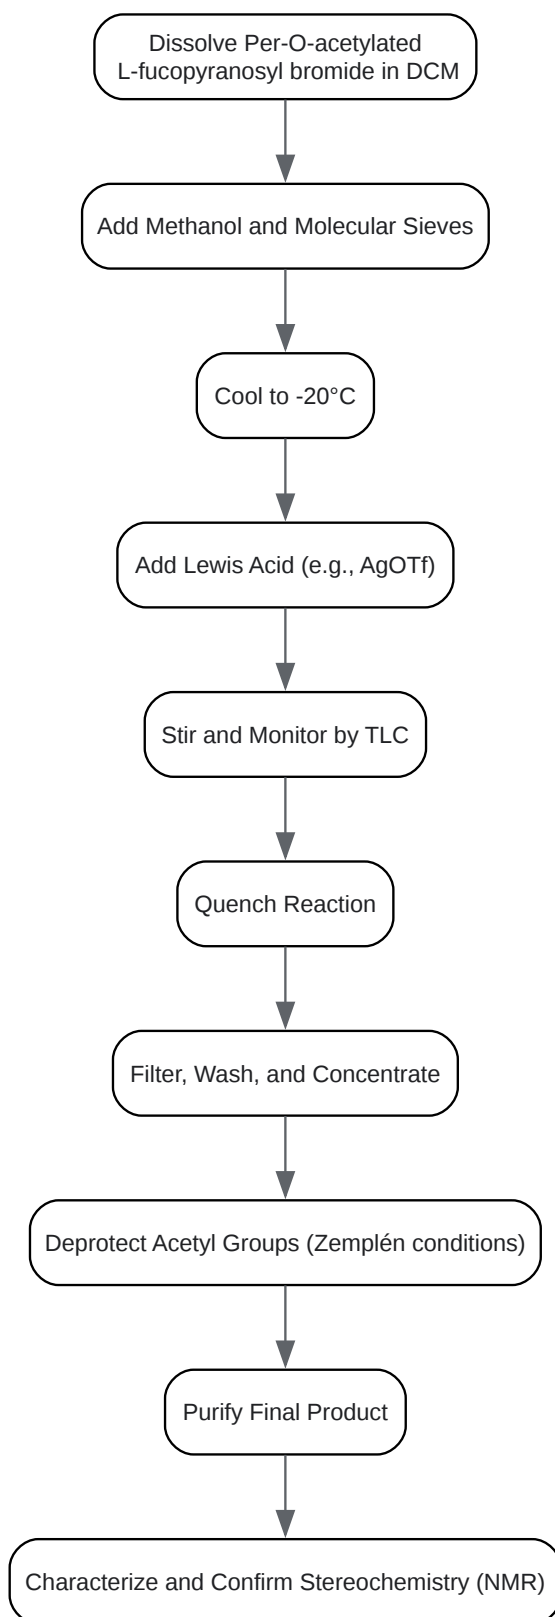 Dissolve Per-O-acetylated
L-fucopyranosyl bromide in DCM
Add Methanol and Molecular Sieves
Cool to -20°C
Add Lewis Acid (e.g., AgOTf)
Stir and Monitor by TLC
Quench Reaction
Filter, Wash, and Concentrate
Deprotect Acetyl Groups (Zemplén conditions)
Purify Final Product
Characterize and Confirm Stereochemistry (NMR)